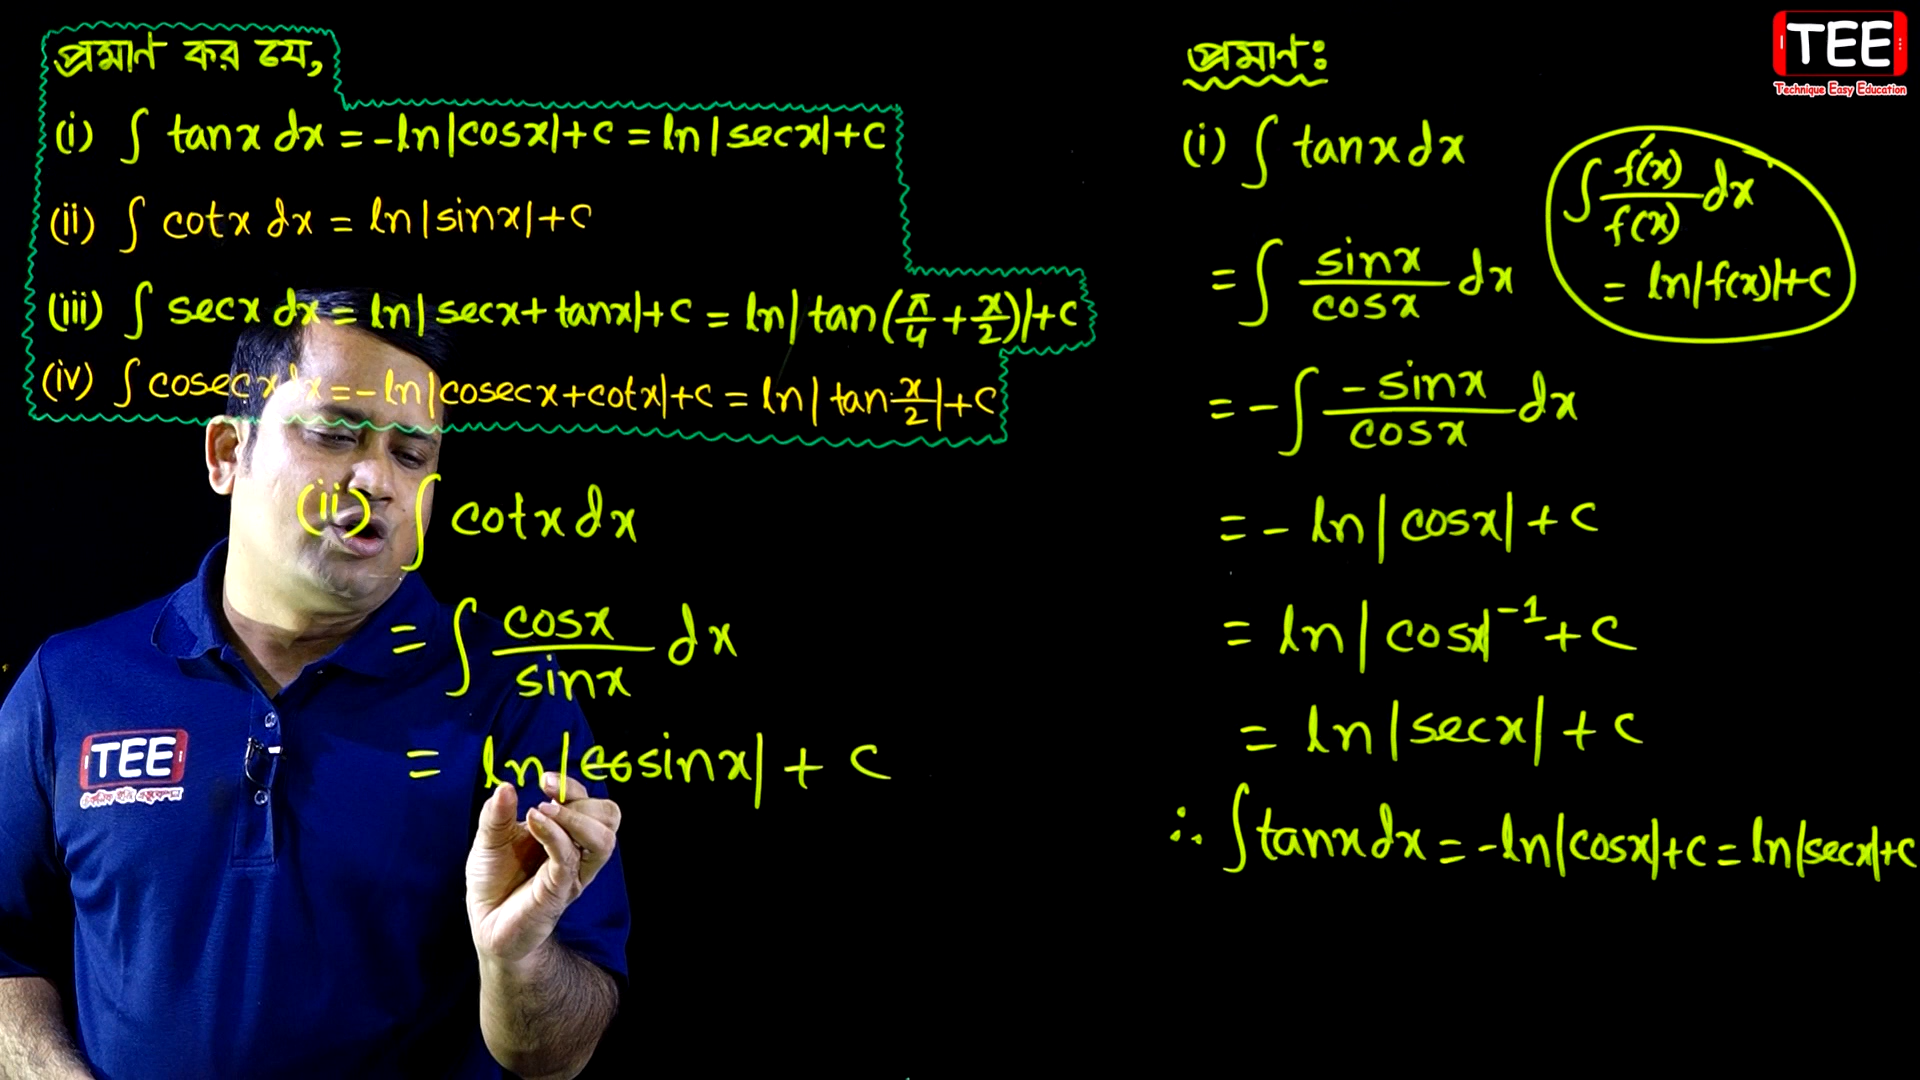 প্রমাণ কর যে,
(i) ∫ tanx dx = -ln|cosx|+c = ln|secx|+c
(ii) ∫ cotx dx = ln|sinx|+c
(iii) ∫ secx dx = ln|secx+tanx|+c = ln|tan(π/4 + x/2)|+c
(iv) ∫ cosecx dx = -ln|cosecx+cotx|+c = ln|tan x/2|+c
(ii) ∫ cotx dx
= ∫ cosx/sinx dx
= ln|cosinx| + c
TEE
প্রমাণ:
(i) ∫ tanx dx
= ∫ sinx/cosx dx
= - ∫ -sinx/cosx dx
= - ln|cosx| + c
= ln|cosx|⁻¹ + c
= ln|secx| + c
∴ ∫ tanx dx = -ln|cosx|+c = ln|secx|+c
∫ f′(x)/f(x) dx
= ln|f(x)|+c
TEE
Technique Easy Education